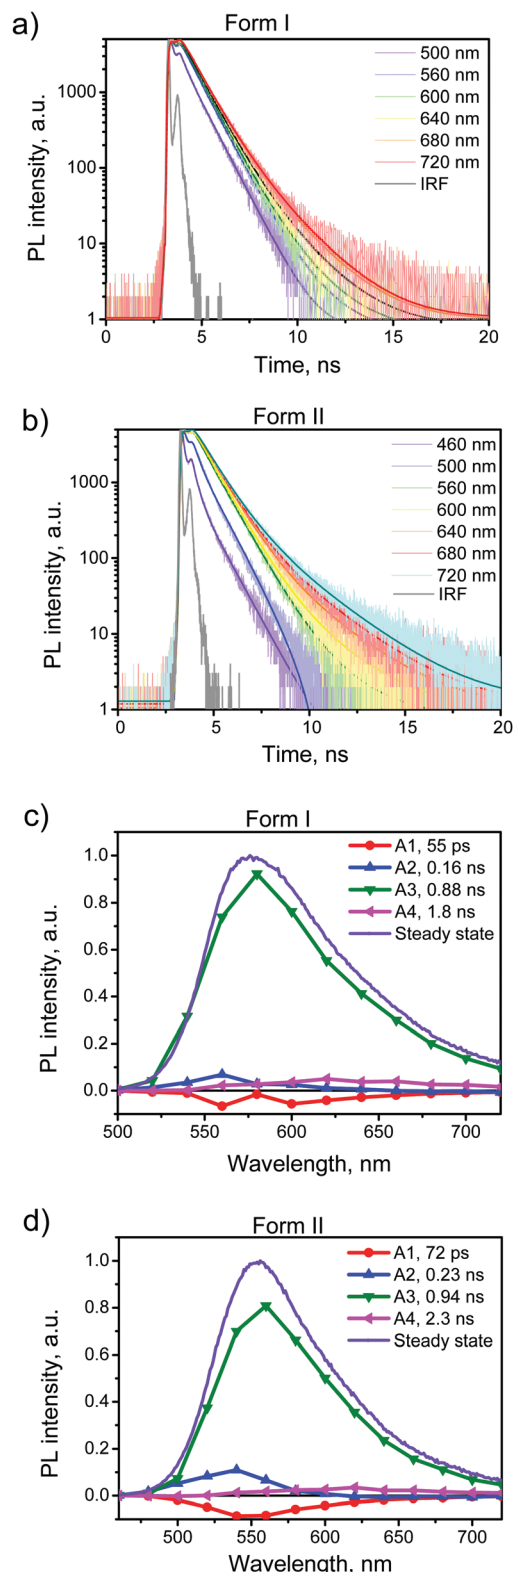 a)
Form I
PL intensity, a.u.
1000
100
10
1
0
5
10
15
20
Time, ns
500 nm
560 nm
600 nm
640 nm
680 nm
720 nm
IRF
b)
Form II
PL intensity, a.u.
1000
100
10
1
0
5
10
15
20
Time, ns
460 nm
500 nm
560 nm
600 nm
640 nm
680 nm
720 nm
IRF
c)
Form I
PL intensity, a.u.
1.0
0.8
0.6
0.4
0.2
0.0
500
550
600
650
700
Wavelength, nm
A1, 55 ps
A2, 0.16 ns
A3, 0.88 ns
A4, 1.8 ns
Steady state
d)
Form II
PL intensity, a.u.
1.0
0.8
0.6
0.4
0.2
0.0
500
550
600
650
700
Wavelength, nm
A1, 72 ps
A2, 0.23 ns
A3, 0.94 ns
A4, 2.3 ns
Steady state